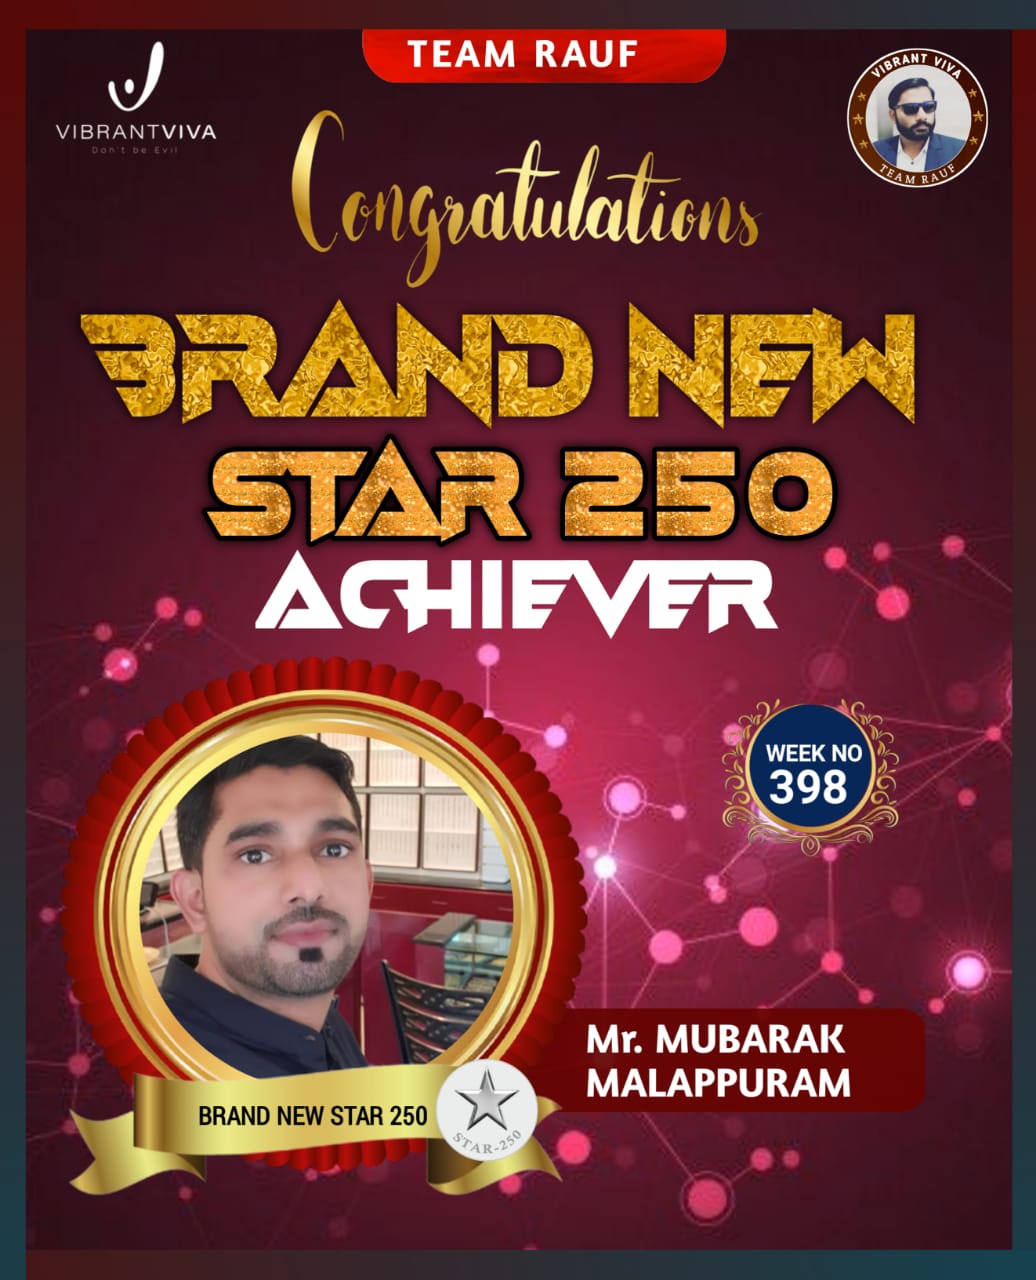 TEAM RAUF
VIBRANTVIVA
Don't be Evil
VIBRANT VIVA
TEAM RAUF
Congratulations
BRAND NEW
STAR 250
ACHIEVER
WEEK NO
398
Mr. MUBARAK
MALAPPURAM
BRAND NEW STAR 250
STAR-250